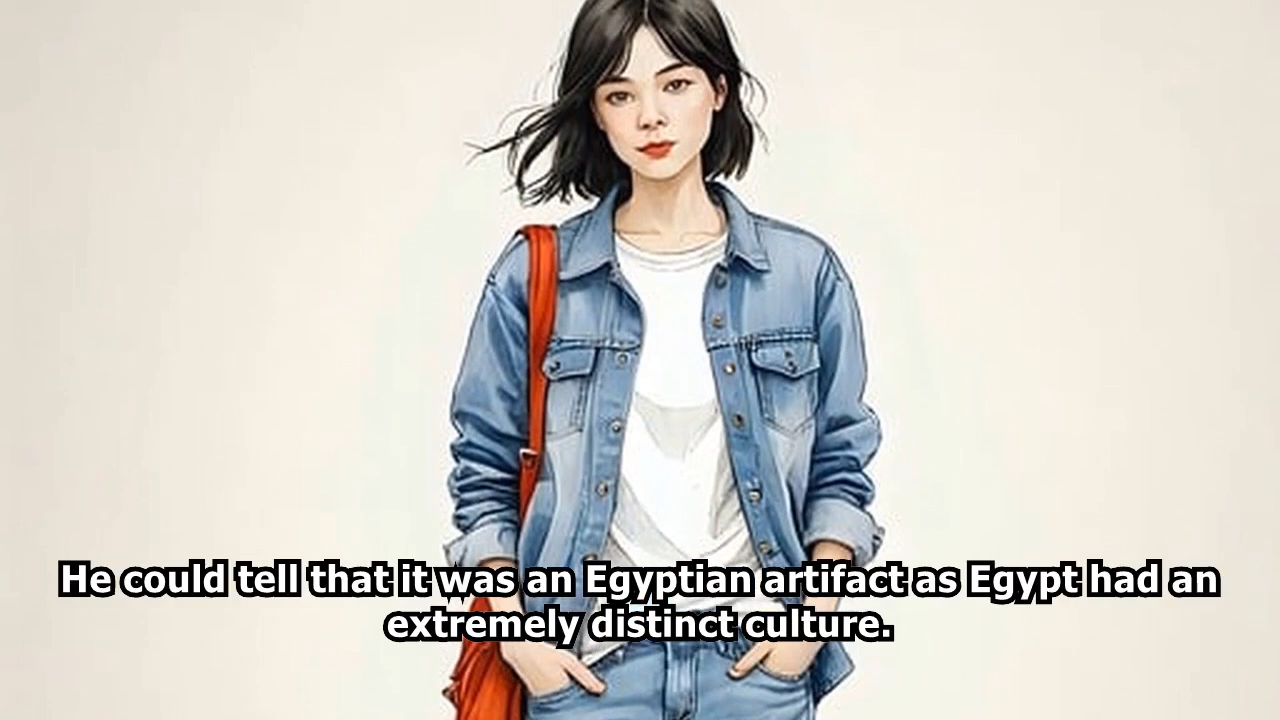 He could tell that it was an Egyptian artifact as Egypt had an
extremely distinct culture.